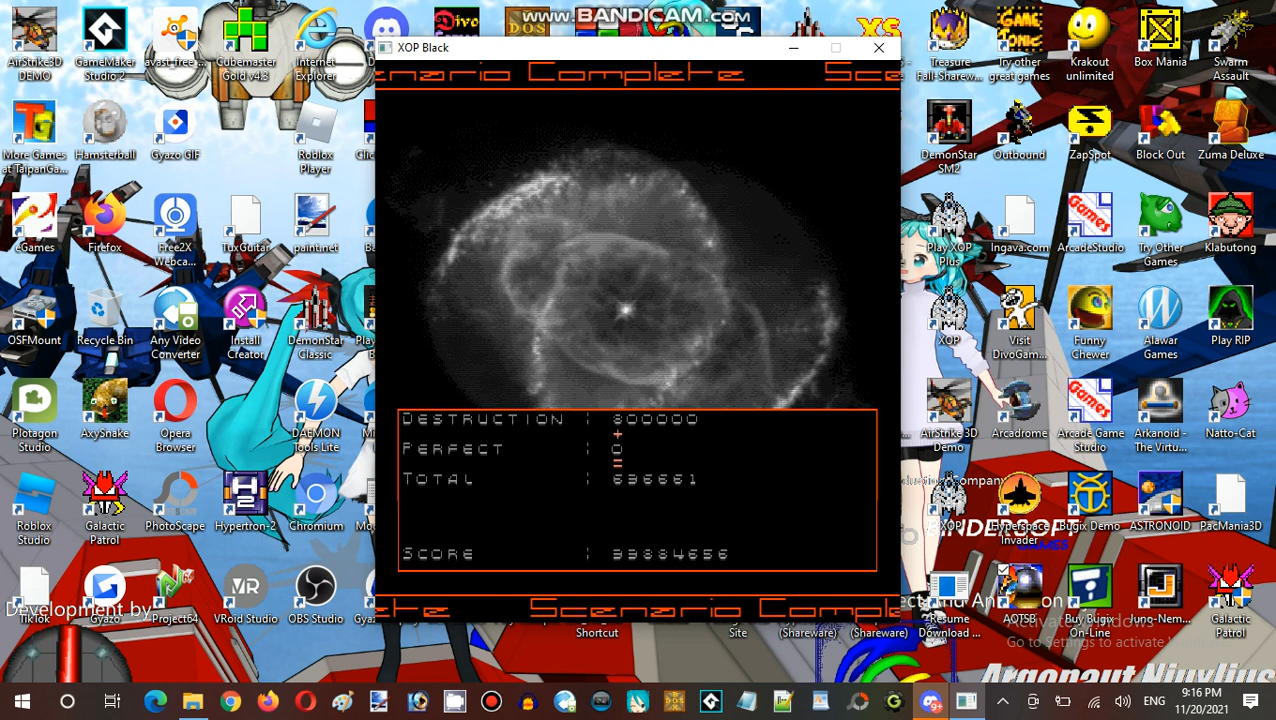 www.BANDICAM.com
XOP Black
enario Complete Sce
DESTRUCTION : 800000
+
PERFECT : 0
=
TOTAL : 636661
SCORE : 33884656
ete Scenario Comple
AirStrike3D DEMO
GameMaker Studio 2
avast_free_...
Cubemaster Gold v4.3
Internet Explorer
Treasure Fall-Sharew...
Try other great games
Krakout unlimited
Box Mania
Swarm Assault
More Games at TaipanGa...
Hamsterball
Gyazo GIF
Roblox Player
DemonStar SM2
Outbound
ZapSpot
Block Out
Zuma Deluxe
eGames
Firefox
Free2X Webca...
TuxGuitar
paint.net
Play XOP Plus
Ingava.com
ArcadeStudio
Try Other Games
Klabutong
OSFMount
Recycle Bin
Any Video Converter
Install Creator
DemonStar Classic
XOP
Visit DivoGam...
Funny Chewer
Alawar Games
Play RIP
Plotagon Studio
AxySnake
Opera Browser
DAEMON Tools Lite
AirStrike 3D Demo
Arcadrome
Arcade Game Studio
Arkanoid - The Virtu...
Natto-Cat
Roblox Studio
Galactic Patrol
PhotoScape
Hypertron-2
Chromium
XOP
Hyperspace Invader
Bugix Demo
ASTRONOID
PacMania3D
TikTok
Gyazo
Project64
VRoid Studio
OBS Studio
Shortcut
Site
(Shareware)
(Shareware)
Resume Download ...
AOTSB
Buy Bugix On-Line
Juno-Nem...
Galactic Patrol
Development by
Go to Settings to activate
ENG
9:16 PM
11/20/2021